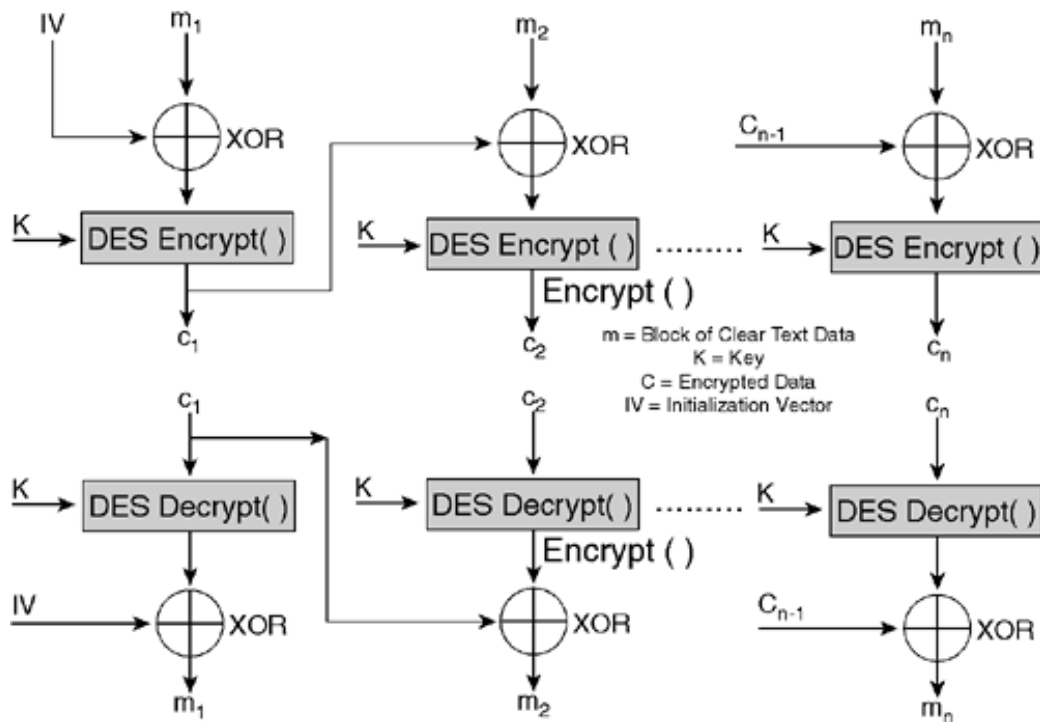 IV
m1
m2
mn
XOR
XOR
Cn-1
XOR
K
DES Encrypt( )
K
DES Encrypt ( )
........
K
DES Encrypt ( )
Encrypt ( )
c1
c2
cn
m = Block of Clear Text Data
K = Key
C = Encrypted Data
IV = Initialization Vector
c1
c2
cn
K
DES Decrypt( )
K
DES Decrypt( )
........
K
DES Decrypt( )
Encrypt ( )
IV
XOR
XOR
Cn-1
XOR
m1
m2
mn